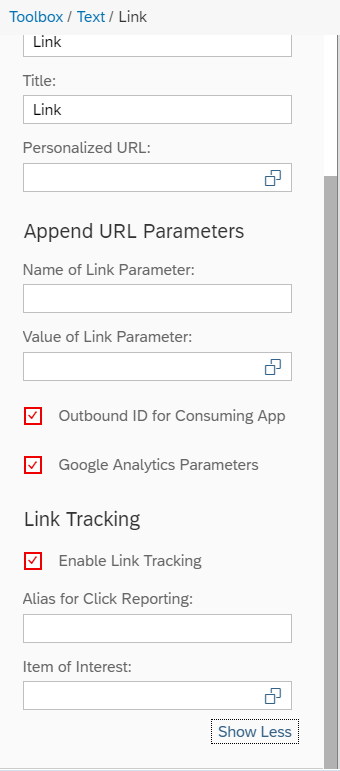 Toolbox / Text / Link
Link
Title:
Link
Personalized URL:
Append URL Parameters
Name of Link Parameter:
Value of Link Parameter:
Outbound ID for Consuming App
Google Analytics Parameters
Link Tracking
Enable Link Tracking
Alias for Click Reporting:
Item of Interest:
Show Less